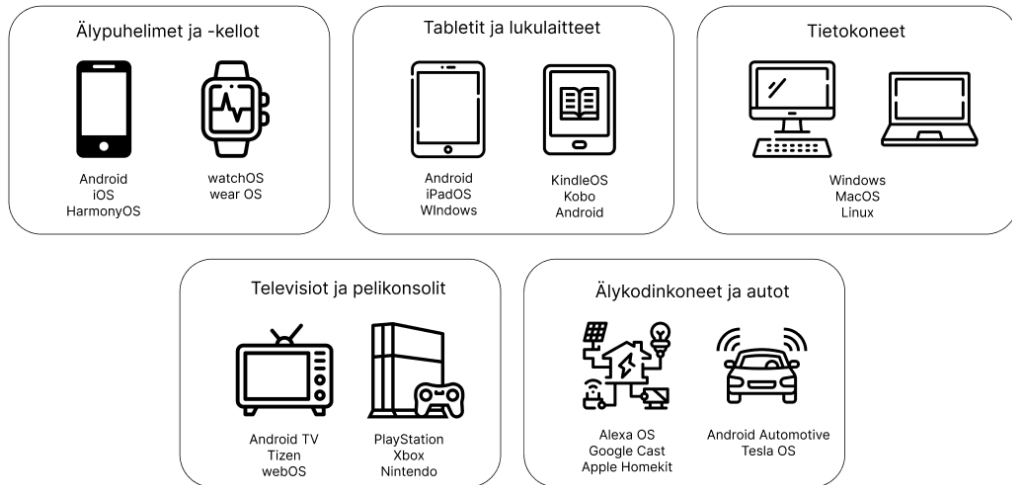 Älypuhelimet ja -kellot
Android
iOS
HarmonyOS
watchOS
wear OS
Tabletit ja lukulaitteet
Android
iPadOS
WIndows
KindleOS
Kobo
Android
Tietokoneet
Windows
MacOS
Linux
Televisiot ja pelikonsolit
Android TV
Tizen
webOS
PlayStation
Xbox
Nintendo
Älykodinkoneet ja autot
Alexa OS
Google Cast
Apple Homekit
Android Automotive
Tesla OS